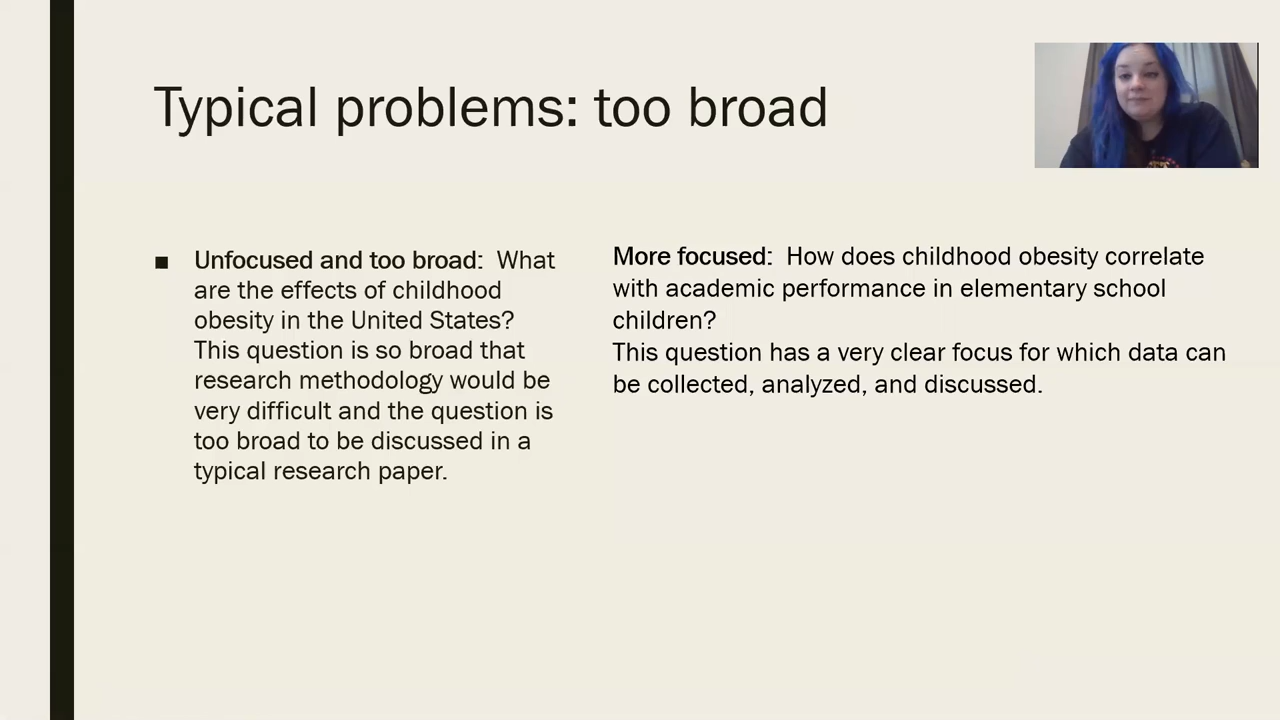 Typical problems: too broad
■ Unfocused and too broad: What
are the effects of childhood
obesity in the United States?
This question is so broad that
research methodology would be
very difficult and the question is
too broad to be discussed in a
typical research paper.
More focused: How does childhood obesity correlate
with academic performance in elementary school
children?
This question has a very clear focus for which data can
be collected, analyzed, and discussed.